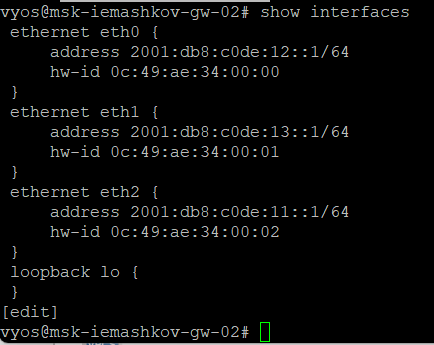 vyos@msk-iemashkov-gw-02# show interfaces
 ethernet eth0 {
     address 2001:db8:c0de:12::1/64
     hw-id 0c:49:ae:34:00:00
 }
 ethernet eth1 {
     address 2001:db8:c0de:13::1/64
     hw-id 0c:49:ae:34:00:01
 }
 ethernet eth2 {
     address 2001:db8:c0de:11::1/64
     hw-id 0c:49:ae:34:00:02
 }
 loopback lo {
 }
[edit]
vyos@msk-iemashkov-gw-02#